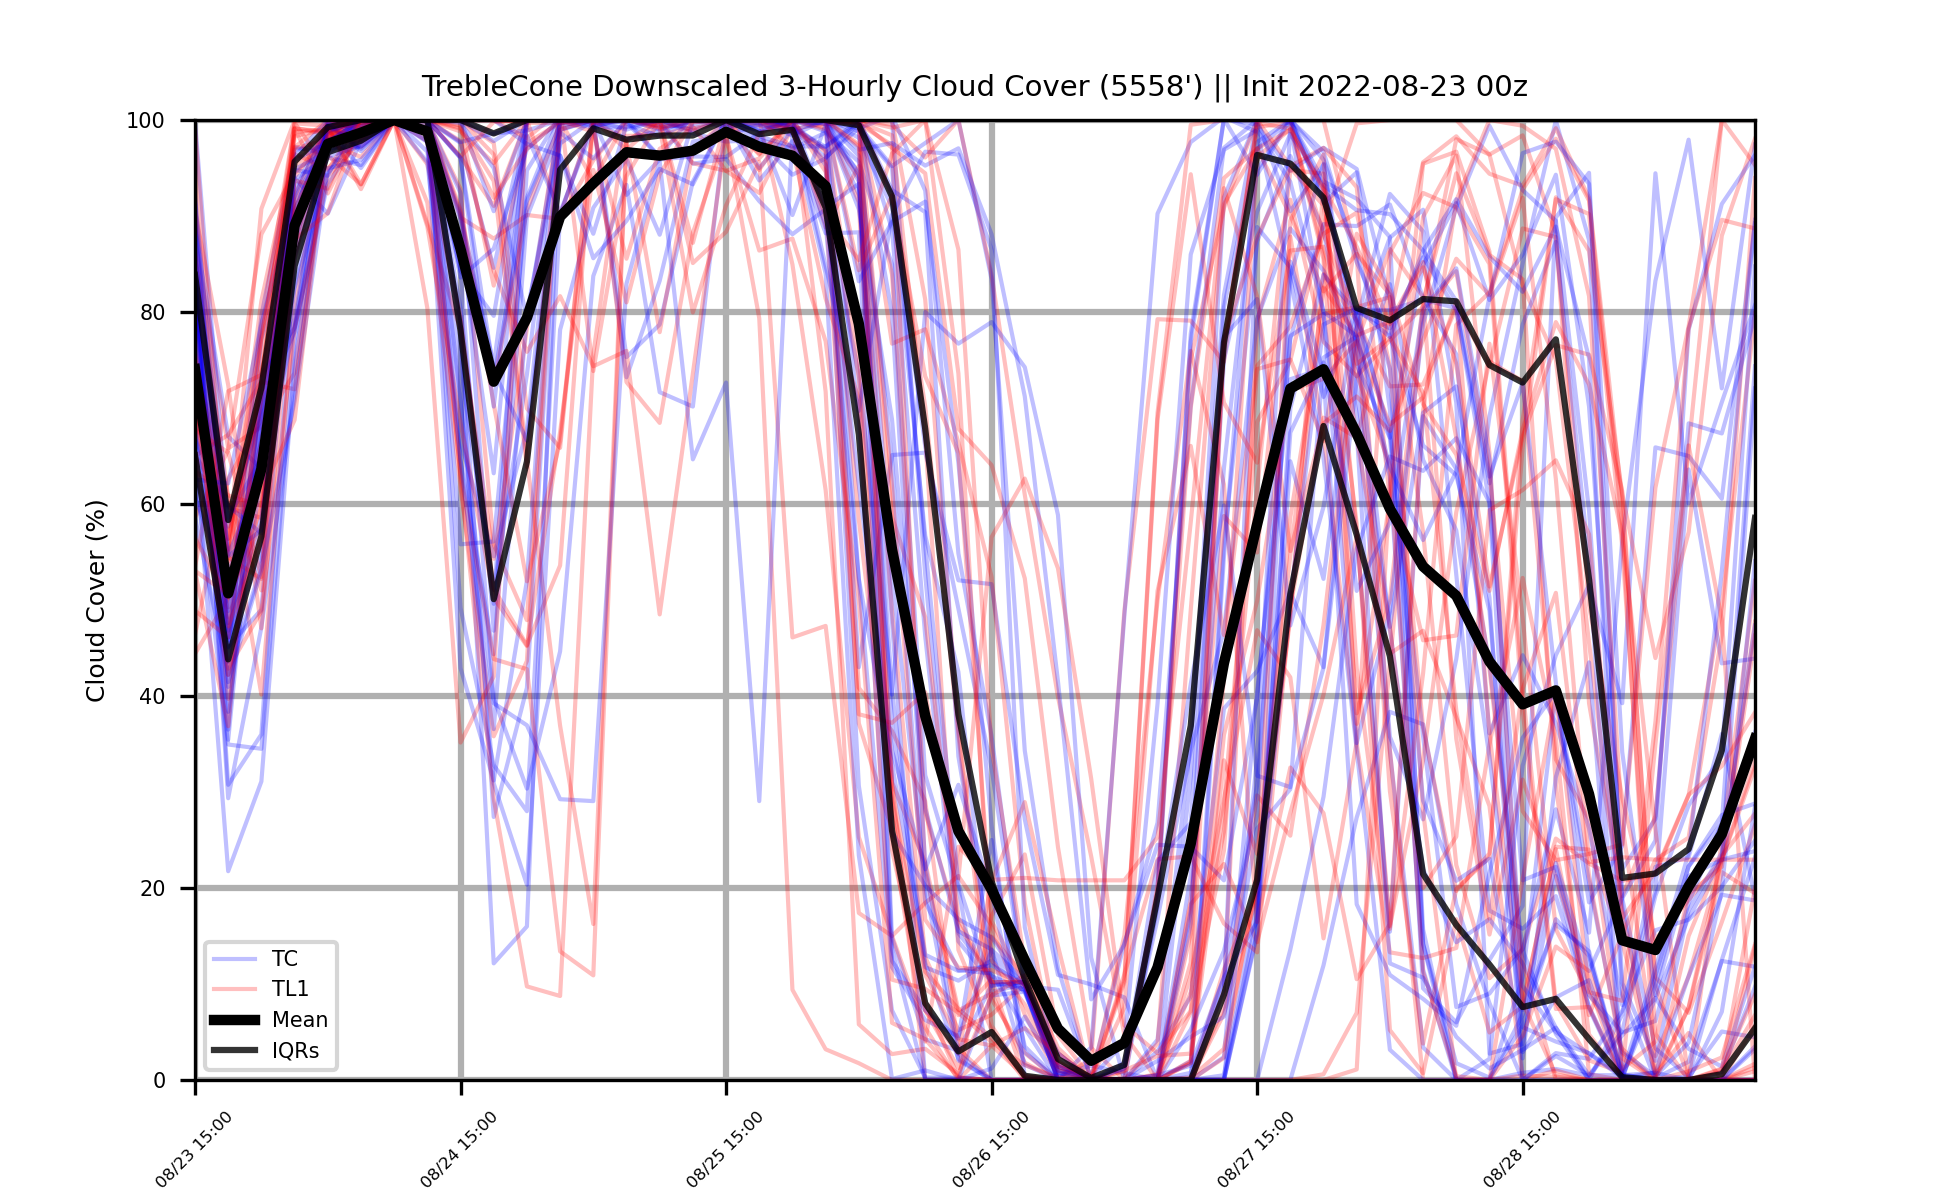 TrebleCone Downscaled 3-Hourly Cloud Cover (5558') || Init 2022-08-23 00z
Cloud Cover (%)
100
80
60
40
20
0
TC
TL1
Mean
IQRs
08/23 15:00
08/24 15:00
08/25 15:00
08/26 15:00
08/27 15:00
08/28 15:00